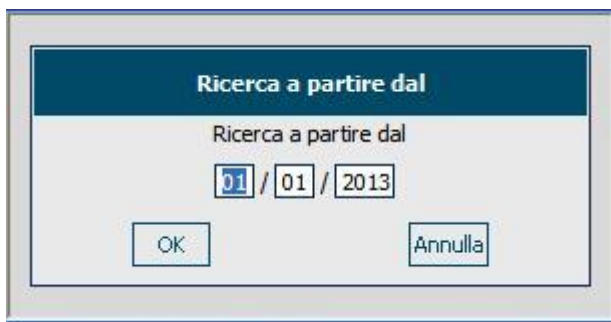 Ricerca a partire dal
Ricerca a partire dal
01 / 01 / 2013
OK Annulla